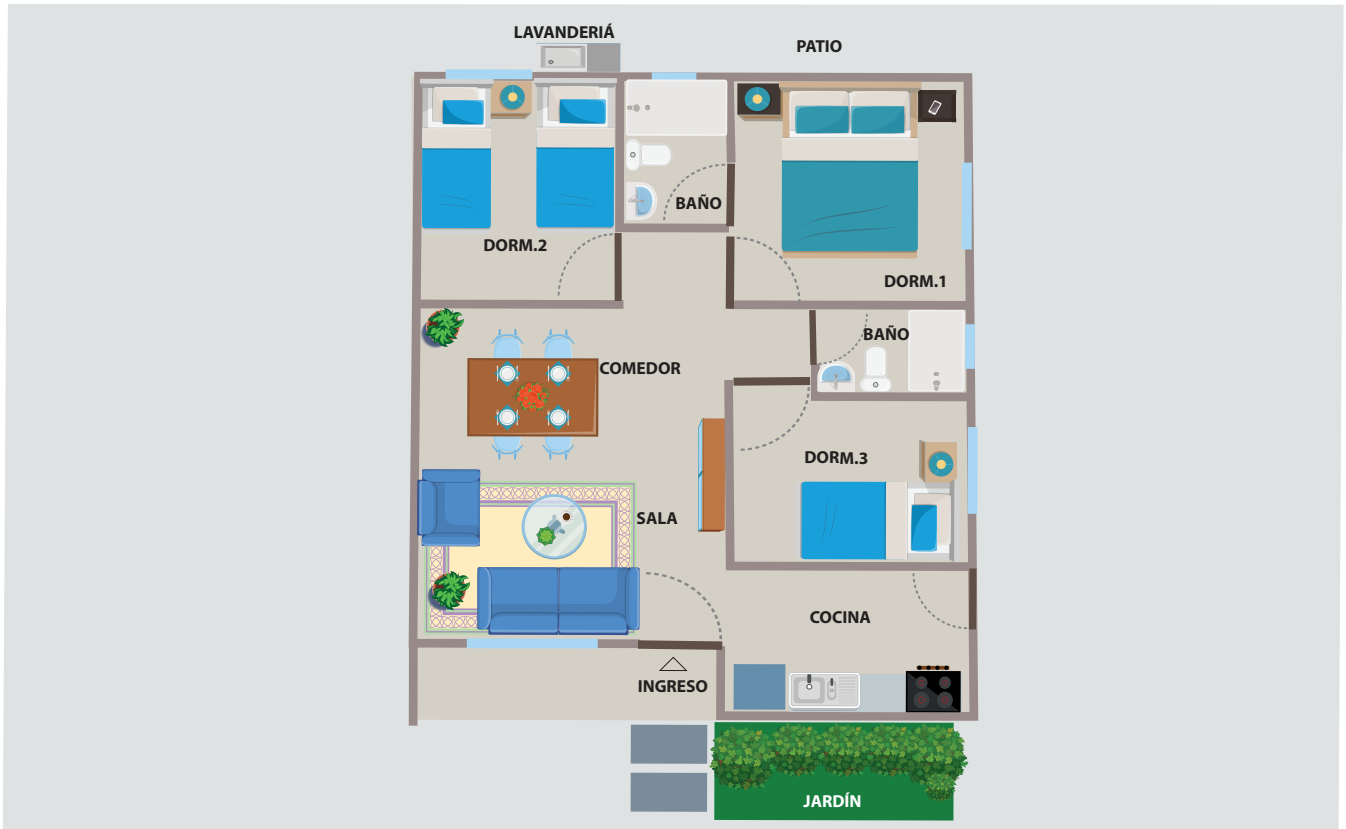 LAVANDERIÁ
PATIO
BAÑO
DORM.2
DORM.1
BAÑO
COMEDOR
DORM.3
SALA
COCINA
INGRESO
JARDÍN